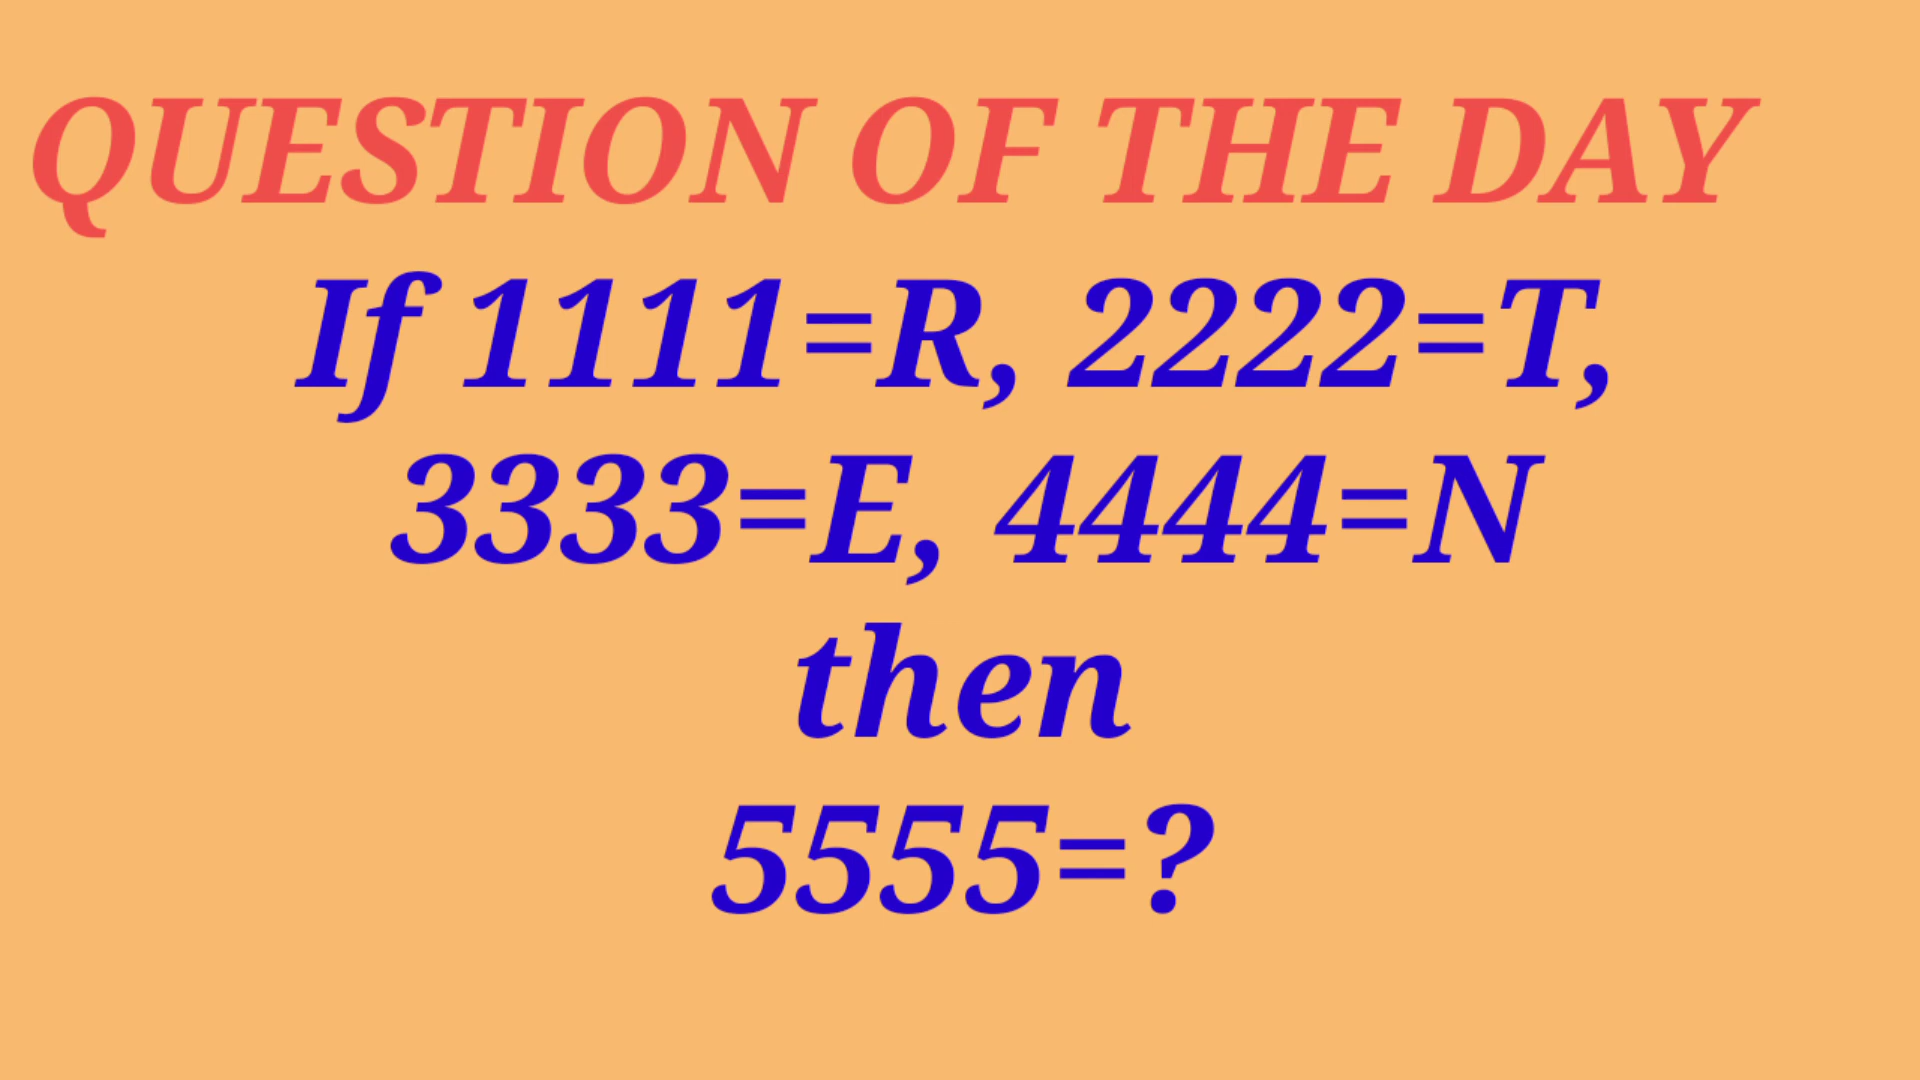 QUESTION OF THE DAY
If 1111=R, 2222=T,
3333=E, 4444=N
then
5555=?